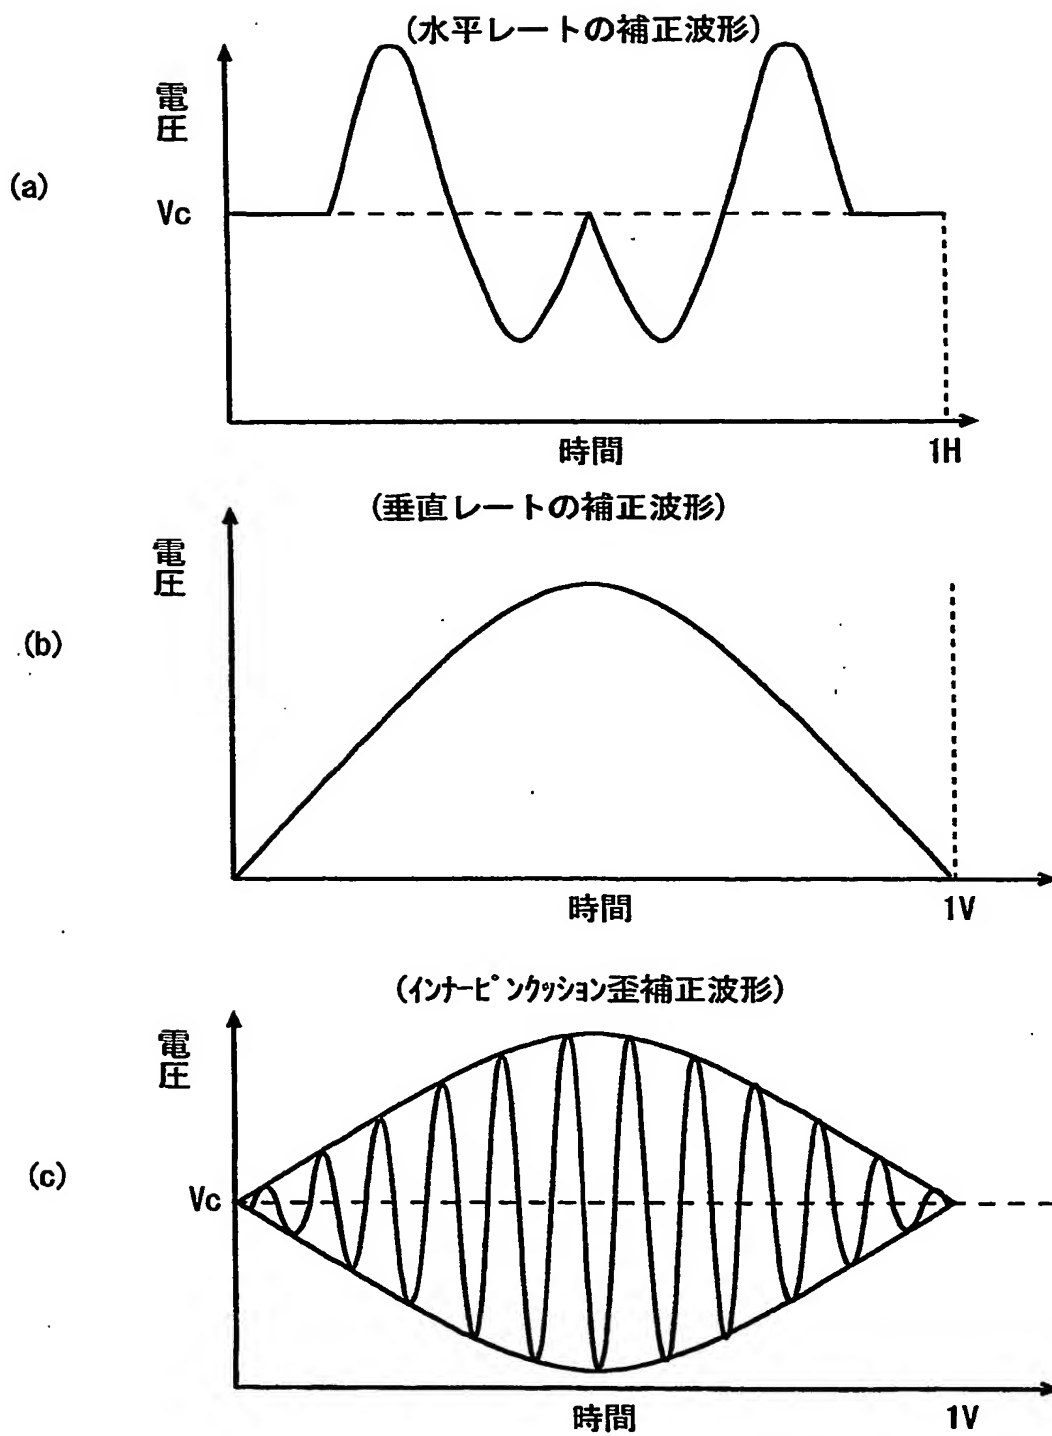 (水平レートの補正波形)
電圧
(a)
Vc
時間
1H
(垂直レートの補正波形)
電圧
(b)
時間
1V
(インナーピンクッション歪補正波形)
電圧
(c)
Vc
時間
1V